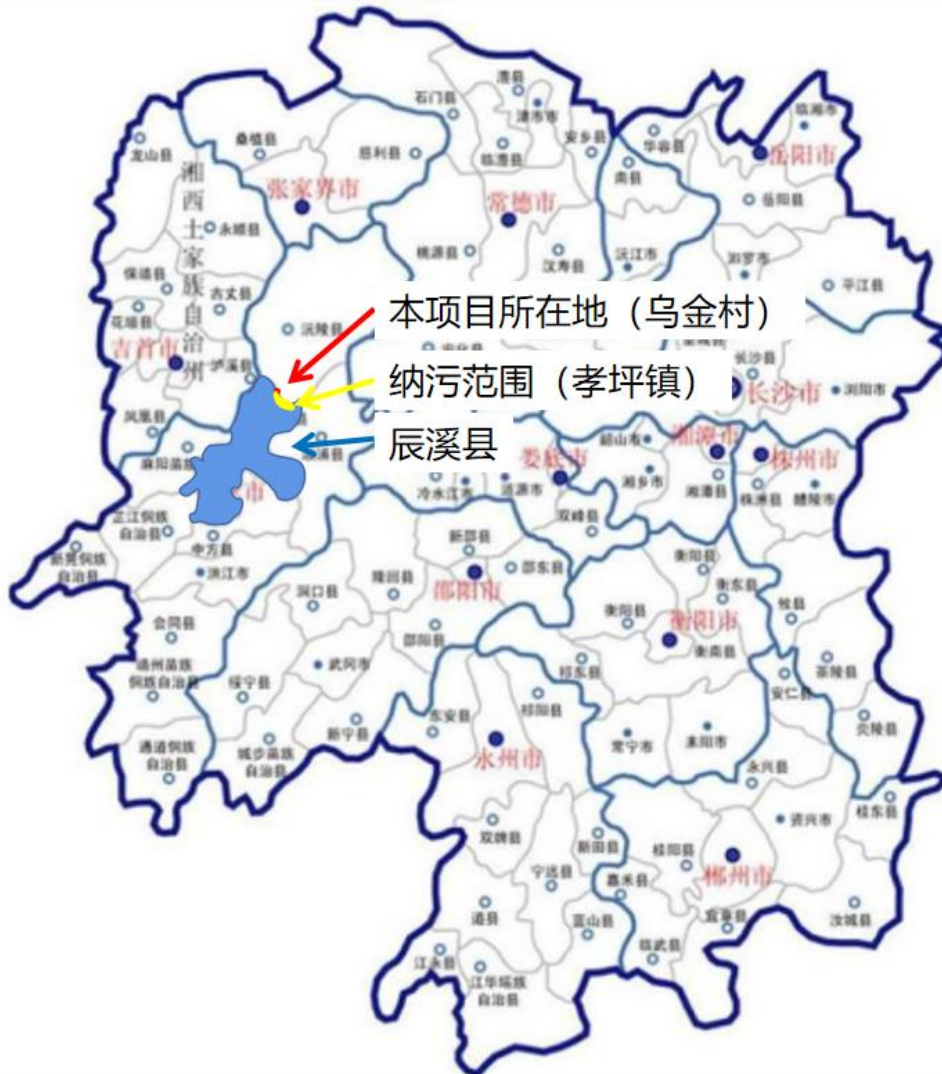 澧县
石门县
津市市
临湘市
安乡县
华容县
龙山县
桑植县
慈利县
临澧县
南县
岳阳市
湘西土家族自治州
张家界市
常德市
岳阳县
永顺县
桃源县
汉寿县
沅江市
汨罗市
保靖县
古丈县
平江县
花垣县
沅陵县
本项目所在地（乌金村）
吉首市
泸溪县
长沙县
纳污范围（孝坪镇）
长沙市
浏阳市
凤凰县
辰溪县
韶山市
湘潭市
株洲市
麻阳苗族
娄底市
冷水江市
涟源市
湘乡市
湘潭县
株洲县
醴陵市
双峰县
芷江侗族
自治县
中方县
新晃侗族
自治县
洪江市
新邵县
邵东县
衡阳县
衡东县
隆回县
邵阳市
洞口县
衡阳县
衡阳市
攸县
会同县
邵阳县
衡南县
靖州苗族
侗族自治县
绥宁县
武冈市
祁东县
茶陵县
安仁县
东安县
祁阳县
炎陵县
新宁县
通道侗族
自治县
城步苗族
自治县
永州市
常宁市
耒阳市
永兴县
桂东县
资兴市
双牌县
新田县
桂阳县
宁远县
嘉禾县
郴州市
道县
蓝山县
宜章县
汝城县
临武县
江永县
江华瑶族
自治县